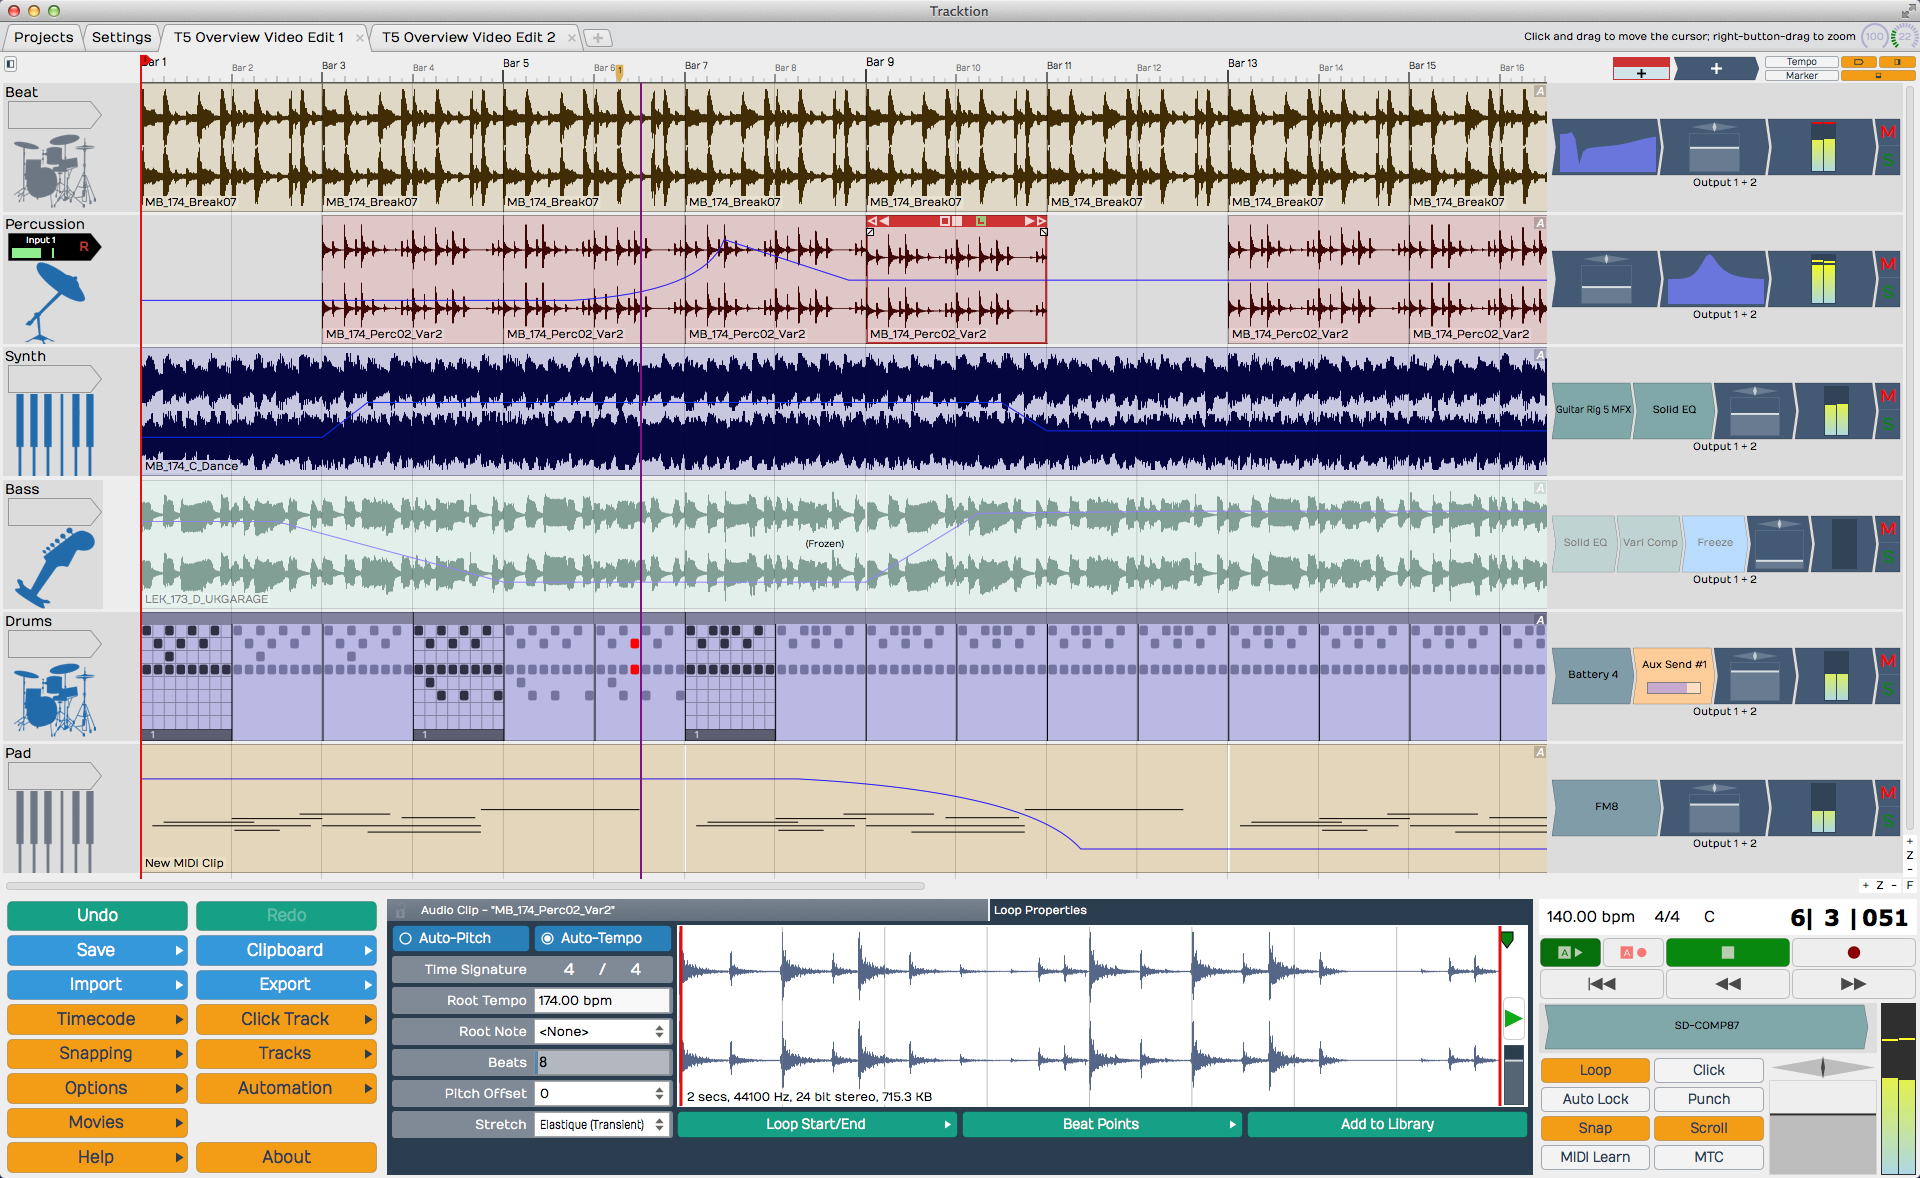 Tracktion
Projects
Settings
T5 Overview Video Edit 1
T5 Overview Video Edit 2
Click and drag to move the cursor; right-button-drag to zoom
100
22
Bar 1
Bar 2
Bar 3
Bar 4
Bar 5
Bar 6
1
Bar 7
Bar 8
Bar 9
Bar 10
Bar 11
Bar 12
Bar 13
Bar 14
Bar 15
Bar 16
+
+
Tempo
Marker
Beat
MB_174_Break07
MB_174_Break07
MB_174_Break07
MB_174_Break07
MB_174_Break07
MB_174_Break07
MB_174_Break07
MB_174_Break07
A
M
S
Output 1 + 2
Percussion
Input 1
R
MB_174_Perc02_Var2
MB_174_Perc02_Var2
MB_174_Perc02_Var2
L
MB_174_Perc02_Var2
MB_174_Perc02_Var2
MB_174_Perc02_Var2
A
M
S
Output 1 + 2
Synth
MB_174_C_Dance
A
Guitar Rig 5 MFX
Solid EQ
M
S
Output 1 + 2
Bass
(Frozen)
LEK_173_D_UKGARAGE
A
Solid EQ
Vari Comp
Freeze
M
S
Output 1 + 2
Drums
1
1
1
A
Battery 4
Aux Send #1
M
S
Output 1 + 2
Pad
New MIDI Clip
A
FM8
M
S
Output 1 + 2
+
Z
-
+ Z - F
Undo
Redo
Save
Clipboard
Import
Export
Timecode
Click Track
Snapping
Tracks
Options
Automation
Movies
Help
About
Audio Clip - "MB_174_Perc02_Var2"
Loop Properties
Auto-Pitch
Auto-Tempo
Time Signature 4 / 4
Root Tempo 174.00 bpm
Root Note <None>
Beats 8
Pitch Offset 0
Stretch Elastique (Transient)
2 secs, 44100 Hz, 24 bit stereo, 715.3 KB
Loop Start/End
Beat Points
Add to Library
140.00 bpm 4/4 C
6| 3 |051
A
A
SD-COMP87
Loop
Click
Auto Lock
Punch
Snap
Scroll
MIDI Learn
MTC